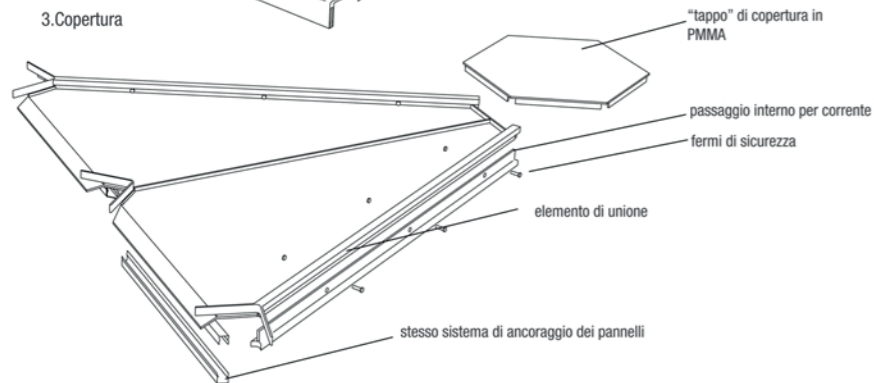 3.Copertura
“tappo” di copertura in
PMMA
passaggio interno per corrente
fermi di sicurezza
elemento di unione
stesso sistema di ancoraggio dei pannelli